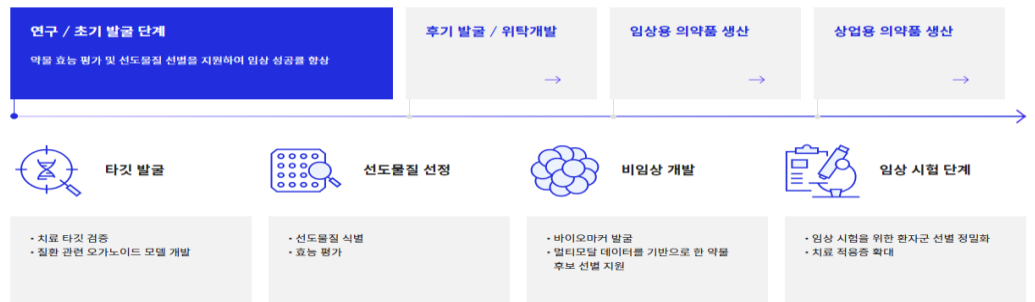 연구 / 초기 발굴 단계
약물 효능 평가 및 선도물질 선별을 지원하여 임상 성공률 향상
후기 발굴 / 위탁개발
임상용 의약품 생산
상업용 의약품 생산
타깃 발굴
선도물질 선정
비임상 개발
임상 시험 단계
- 치료 타깃 검증
- 질환 관련 오가노이드 모델 개발
- 선도물질 식별
- 효능 평가
- 바이오마커 발굴
- 멀티모달 데이터를 기반으로 한 약물
후보 선별 지원
- 임상 시험을 위한 환자군 선별 정밀화
- 치료 적응증 확대